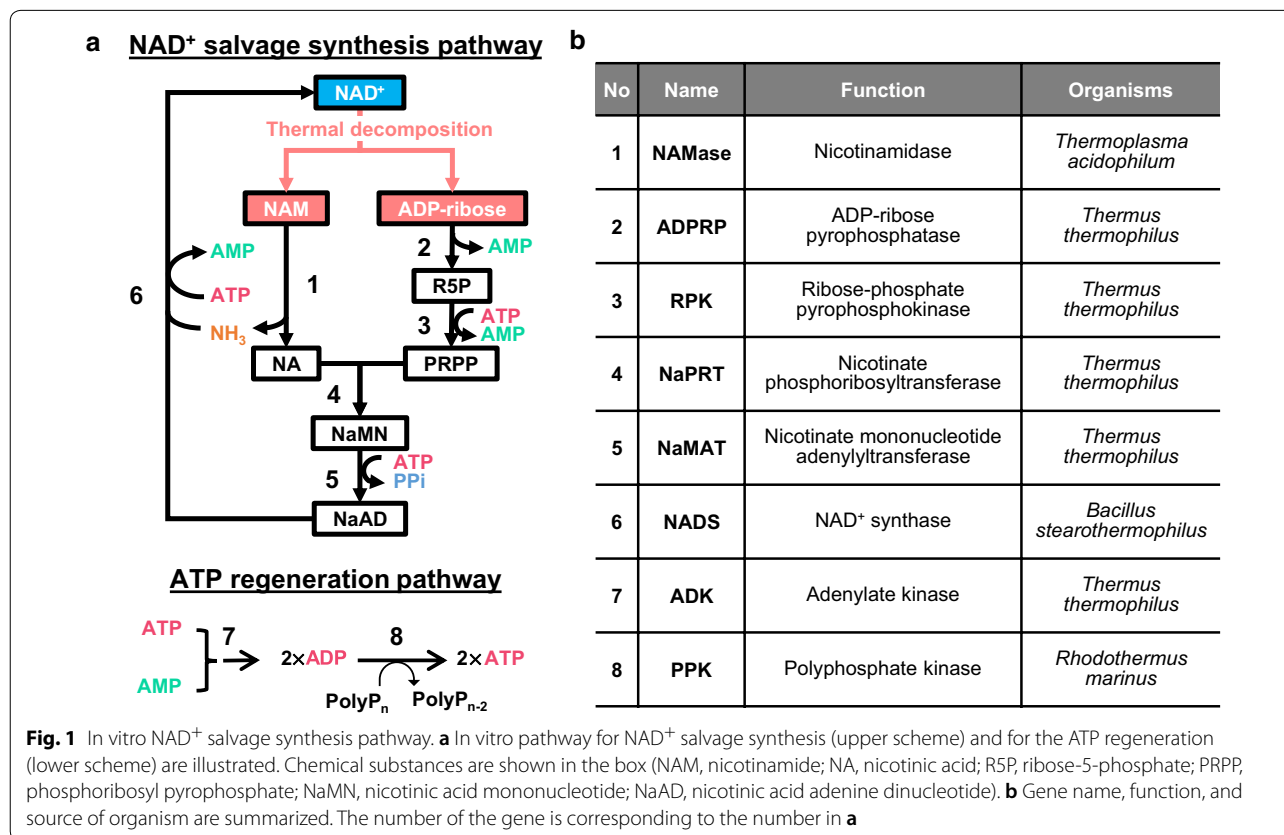 a NAD⁺ salvage synthesis pathway
NAD⁺
Thermal decomposition
NAM ADP-ribose
AMP 2 AMP
6 ATP 1 R5P
NH₃ 3 ATP
AMP
NA PRPP
4
NaMN
5 ATP
PPi
NaAD
ATP regeneration pathway
ATP 7 2×ADP 8 2×ATP
AMP PolyPₙ PolyPₙ₋₂
b
No Name Function Organisms
1 NAMase Nicotinamidase Thermoplasma
acidophilum
2 ADPRP ADP-ribose
pyrophosphatase Thermus
thermophilus
3 RPK Ribose-phosphate
pyrophosphokinase Thermus
thermophilus
4 NaPRT Nicotinate
phosphoribosyltransferase Thermus
thermophilus
5 NaMAT Nicotinate mononucleotide
adenylyltransferase Thermus
thermophilus
6 NADS NAD⁺ synthase Bacillus
stearothermophilus
7 ADK Adenylate kinase Thermus
thermophilus
8 PPK Polyphosphate kinase Rhodothermus
marinus
Fig. 1 In vitro NAD⁺ salvage synthesis pathway. a In vitro pathway for NAD⁺ salvage synthesis (upper scheme) and for the ATP regeneration
(lower scheme) are illustrated. Chemical substances are shown in the box (NAM, nicotinamide; NA, nicotinic acid; R5P, ribose-5-phosphate; PRPP,
phosphoribosyl pyrophosphate; NaMN, nicotinic acid mononucleotide; NaAD, nicotinic acid adenine dinucleotide). b Gene name, function, and
source of organism are summarized. The number of the gene is corresponding to the number in a